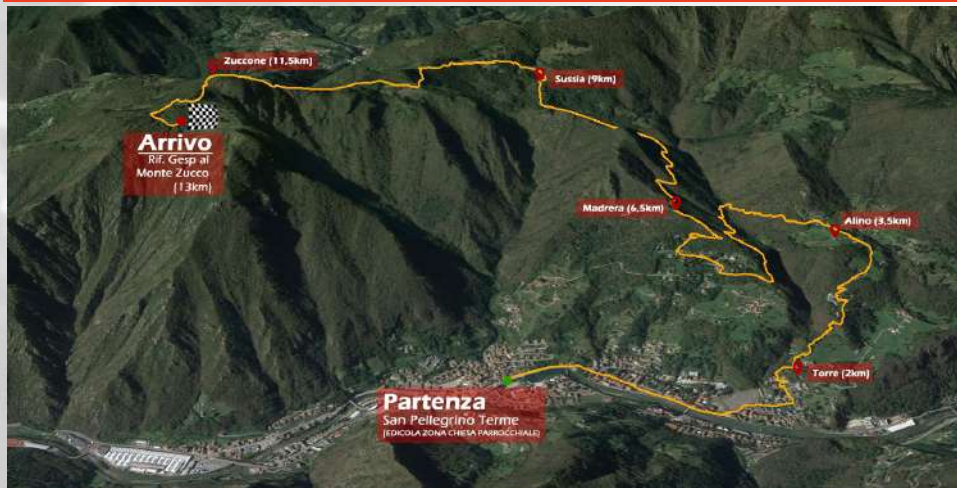 Zuccone (11,5km)
Sussia (9km)
Arrivo
Rif. Gesp al
Monte Zucco
(13km)
Madrera (6,5km)
Alino (3,5km)
Torre (2km)
Partenza
San Pellegrino Terme
(EDICOLA ZONA CHIESA PARROCCHIALE)